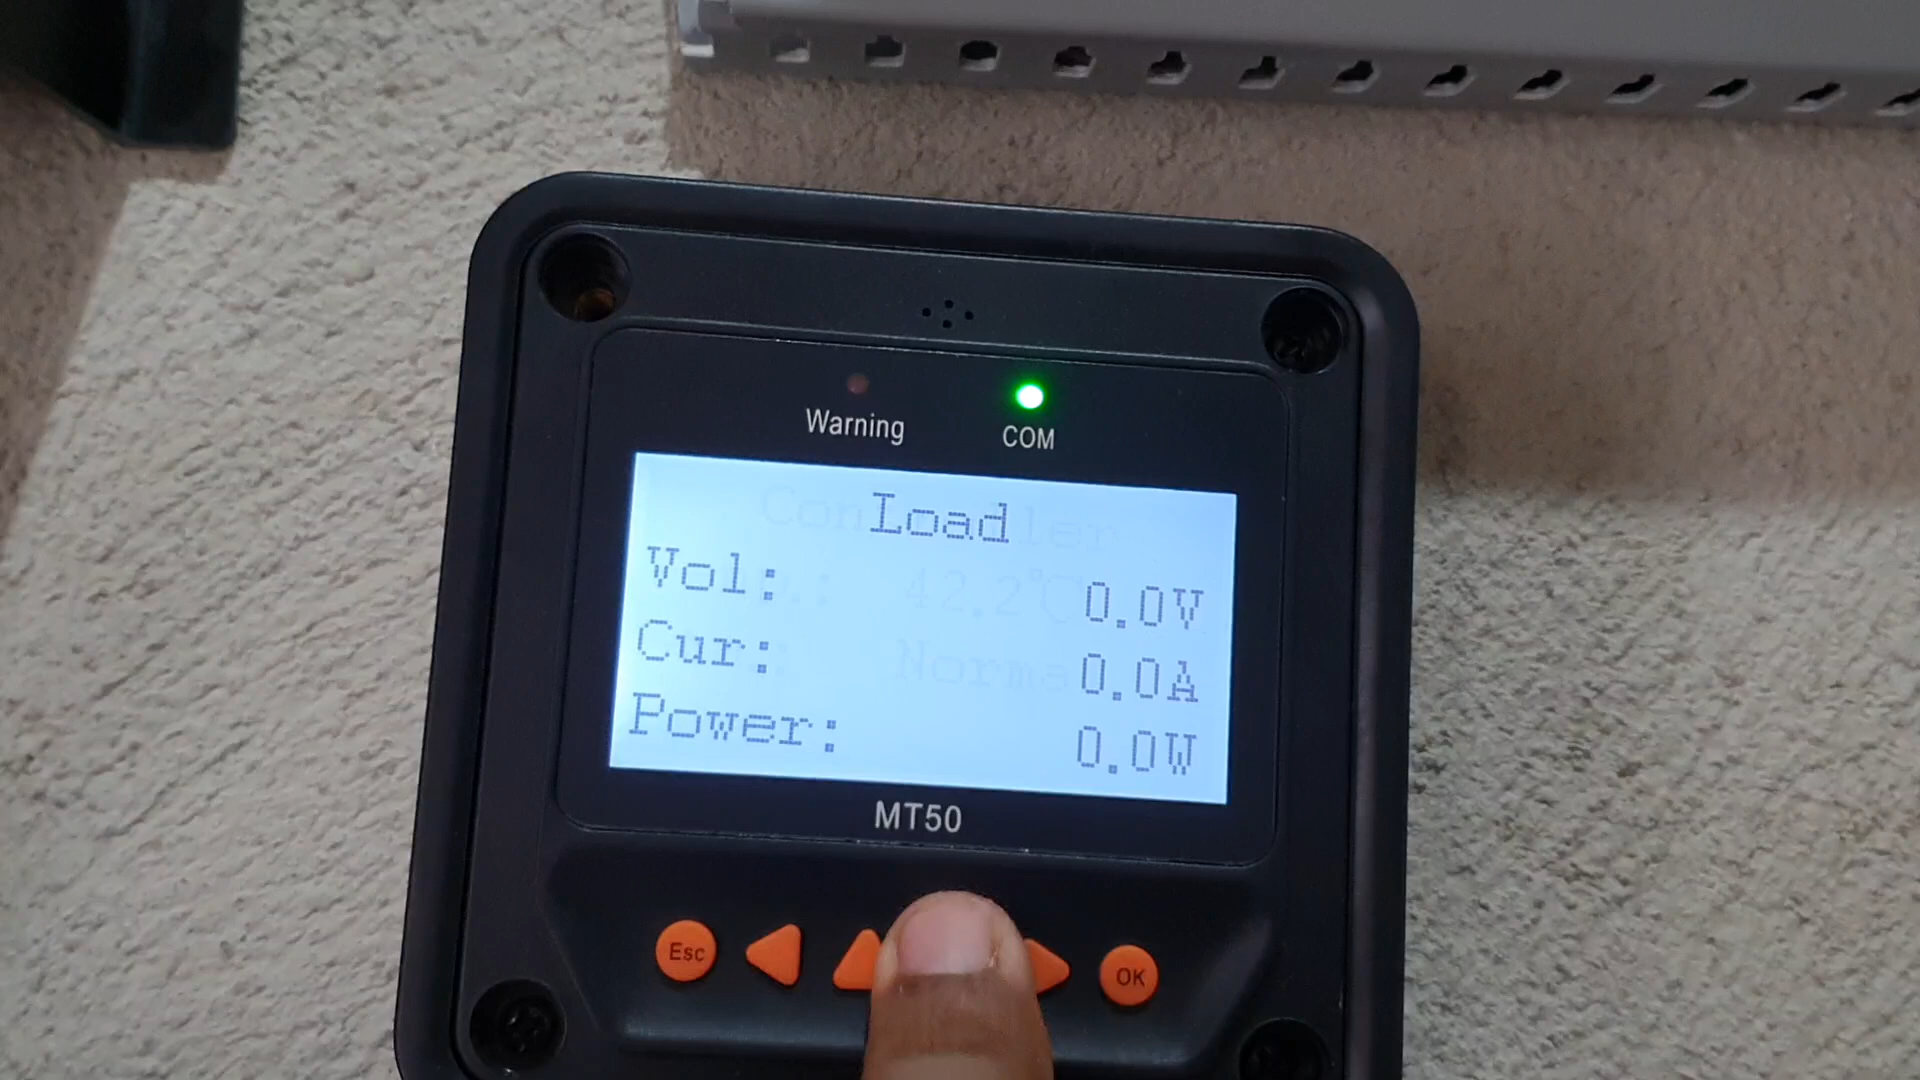 Warning COM
Load
Vol: 0.0V
Cur: 0.0A
Power: 0.0W
MT50
Esc OK